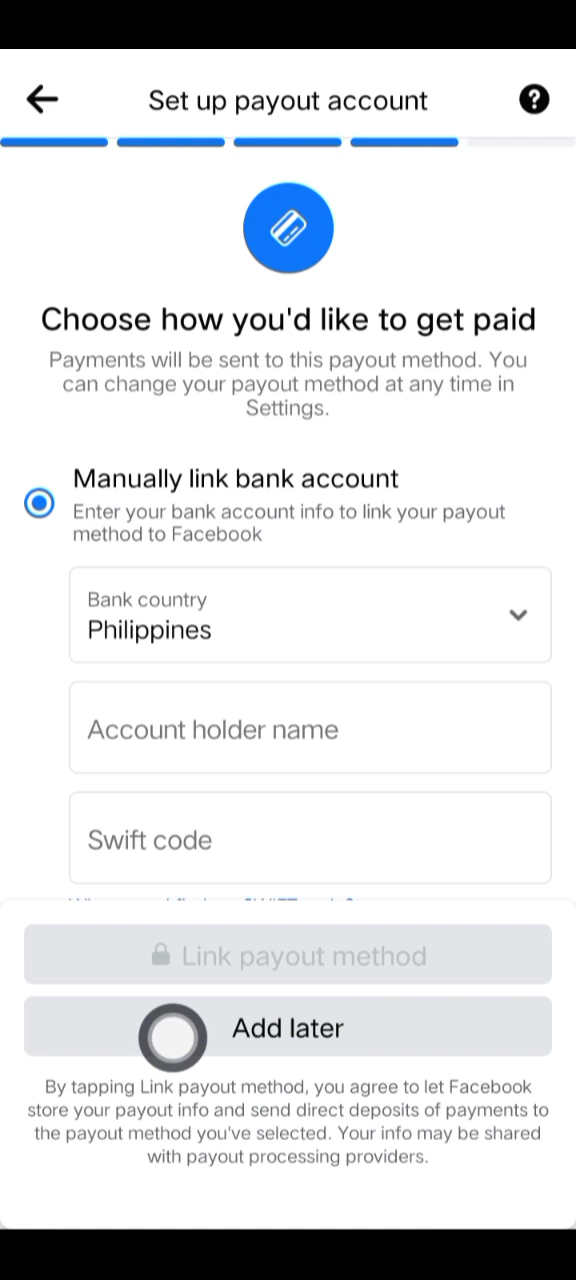 Set up payout account
Choose how you'd like to get paid
Payments will be sent to this payout method. You
can change your payout method at any time in
Settings.
Manually link bank account
Enter your bank account info to link your payout
method to Facebook
Bank country
Philippines
Account holder name
Swift code
Link payout method
Add later
By tapping Link payout method, you agree to let Facebook
store your payout info and send direct deposits of payments to
the payout method you've selected. Your info may be shared
with payout processing providers.